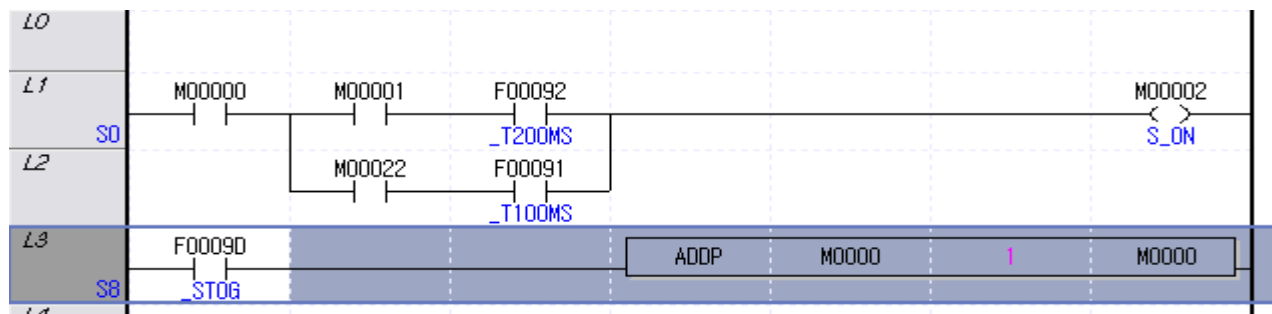 L0
L1 M00000 M00001 F00092 M00002
S0 _T200MS S_ON
L2 M00022 F00091
_T100MS
L3 F0009D ADDP M0000 1 M0000
S8 _STOG